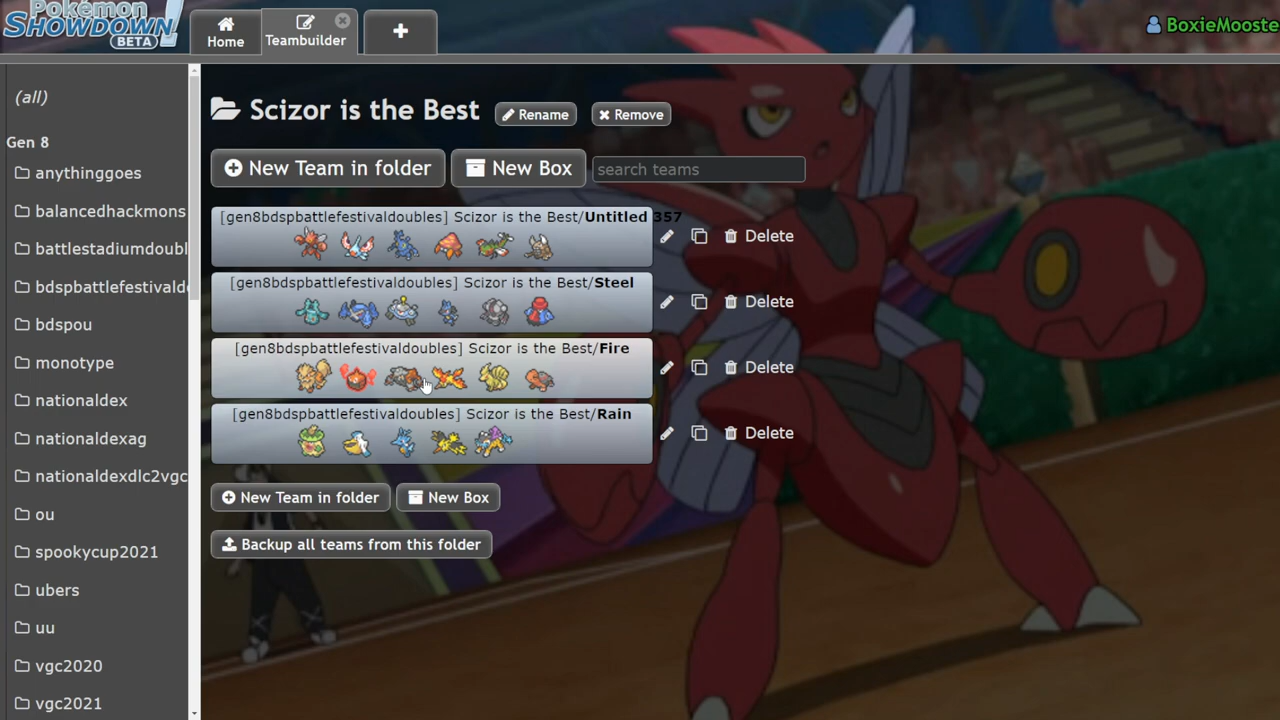 Pokémon
SHOWDOWN!
BETA
Home
Teambuilder
BoxieMooste
(all)
Gen 8
anythinggoes
balancedhackmons
battlestadiumdoubl
bdspbattlefestivald
bdspou
monotype
nationaldex
nationaldexag
nationaldexdlc2vgc
ou
spookycup2021
ubers
uu
vgc2020
vgc2021
Scizor is the Best Rename Remove
New Team in folder New Box search teams
[gen8bdspbattlefestivaldoubles] Scizor is the Best/Untitled 357
Delete
[gen8bdspbattlefestivaldoubles] Scizor is the Best/Steel
Delete
[gen8bdspbattlefestivaldoubles] Scizor is the Best/Fire
Delete
[gen8bdspbattlefestivaldoubles] Scizor is the Best/Rain
Delete
New Team in folder New Box
Backup all teams from this folder